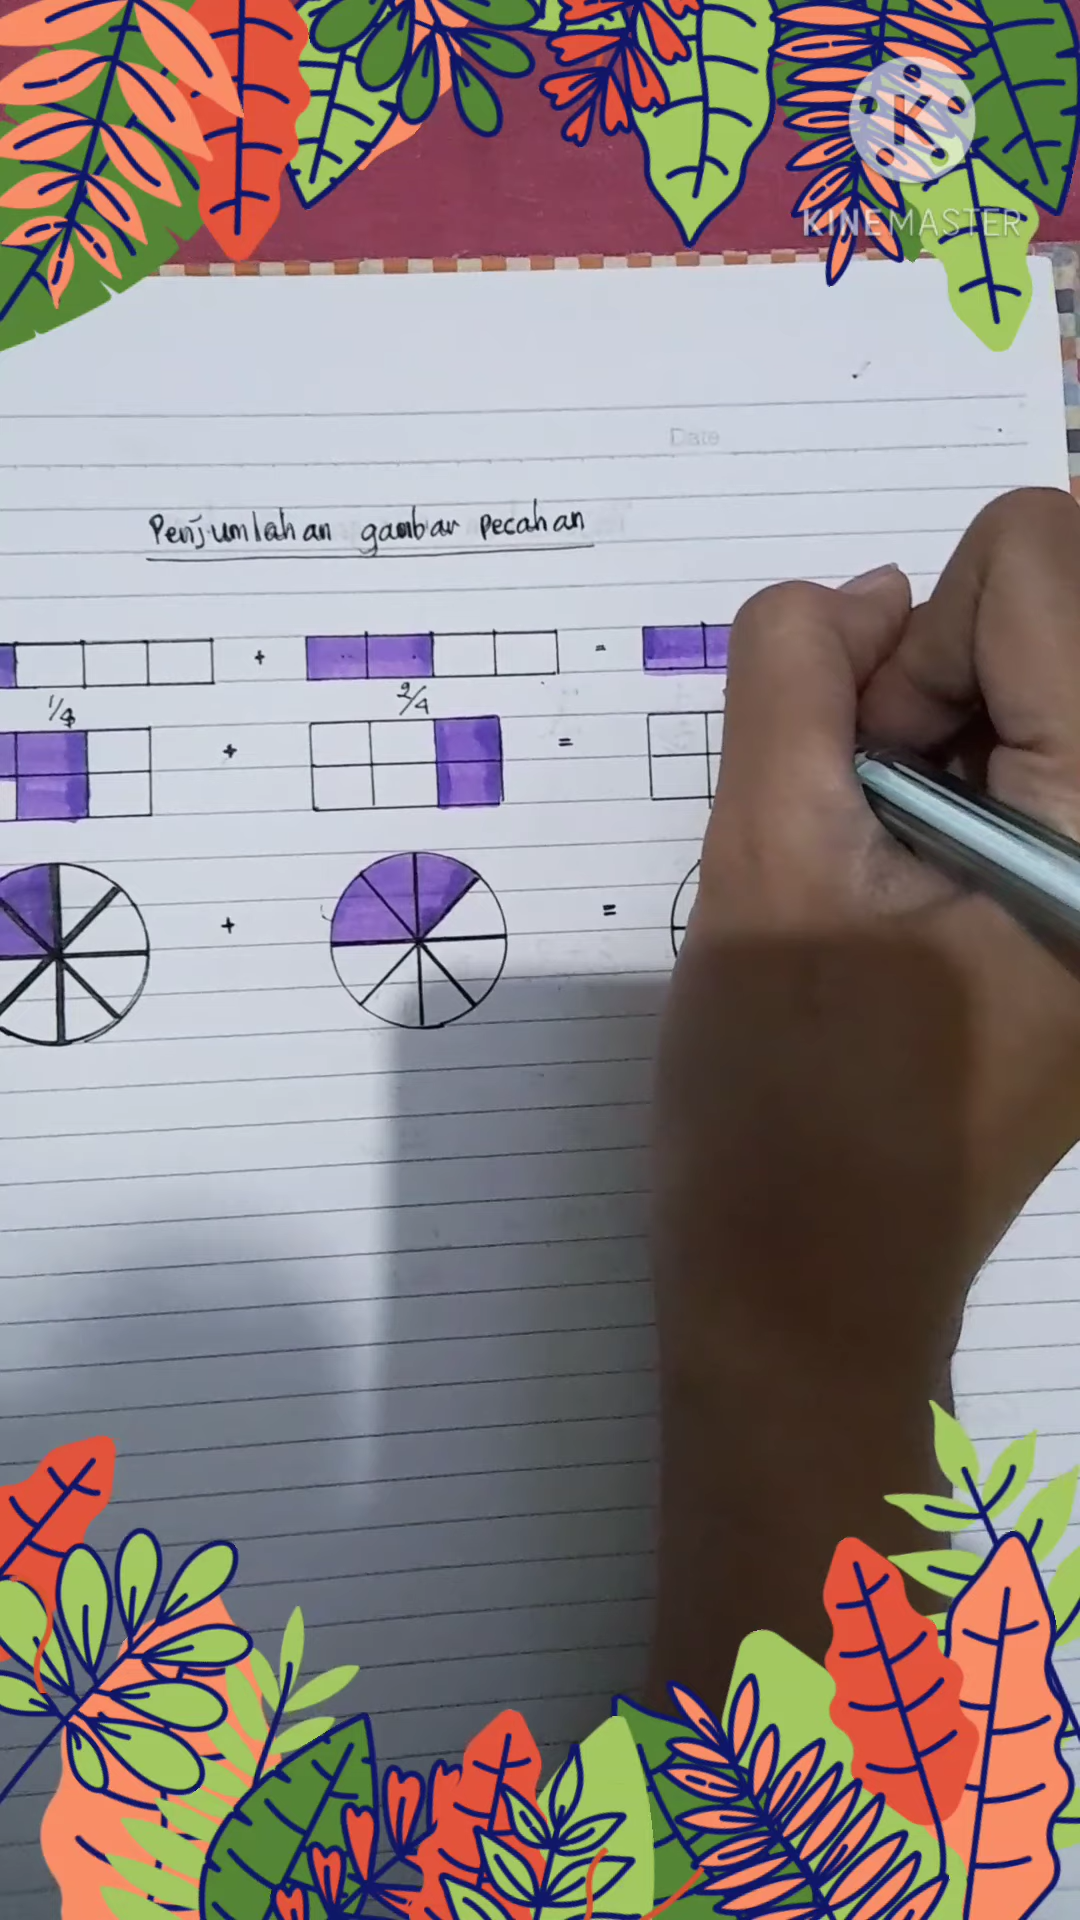 KINEMASTER
Date
Penjumlahan gambar Pecahan
+ =
1/4 2/4
+ =
+ =